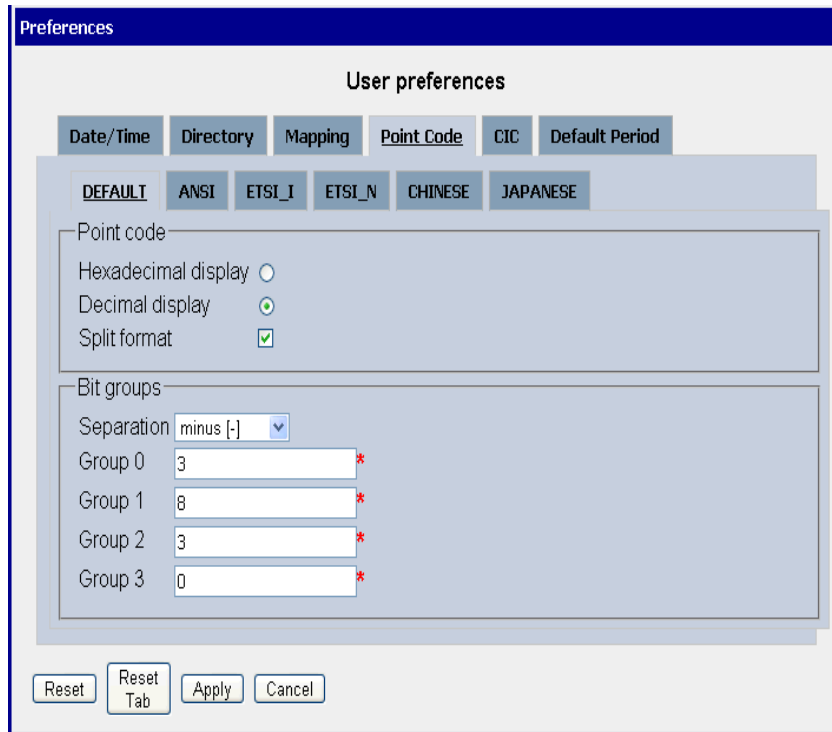 Preferences
User preferences
Date/Time Directory Mapping Point Code CIC Default Period
DEFAULT ANSI ETSI_I ETSI_N CHINESE JAPANESE
Point code
Hexadecimal display
Decimal display
Split format
Bit groups
Separation minus [-]
Group 0 3 *
Group 1 8 *
Group 2 3 *
Group 3 0 *
Reset Reset Tab Apply Cancel